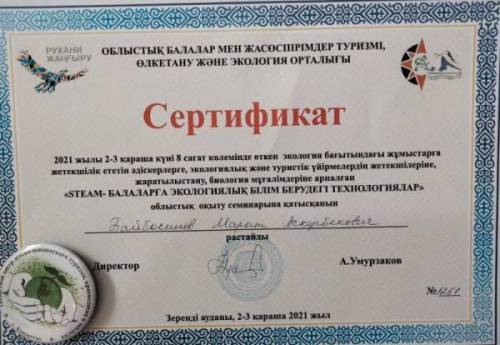 РУХАНИ
ЖАҢҒЫРУ
ОБЛЫСТЫҚ БАЛАЛАР МЕН ЖАСӨСПІРІМДЕР ТУРИЗМІ,
ӨЛКЕТАНУ ЖӘНЕ ЭКОЛОГИЯ ОРТАЛЫҒЫ
Сертификат
2021 жылы 2-3 қараша күні 8 сағат көлемінде өткен экология бағытындағы жұмыстарға
жетекшілік ететін әдіскерлерге, экологиялық және туристік үйірмелердің жетекшілеріне,
жаратылыстану, биология мұғалімдеріне арналған
«STEAM- БАЛАЛАРҒА ЭКОЛОГИЯЛЫҚ БІЛІМ БЕРУДЕГІ ТЕХНОЛОГИЯЛАР»
облыстық оқыту семинарына қатысқанын
Марат
растайды
Директор
А.Умурзаков
№1251
Зеренді ауданы, 2-3 қараша 2021 жыл